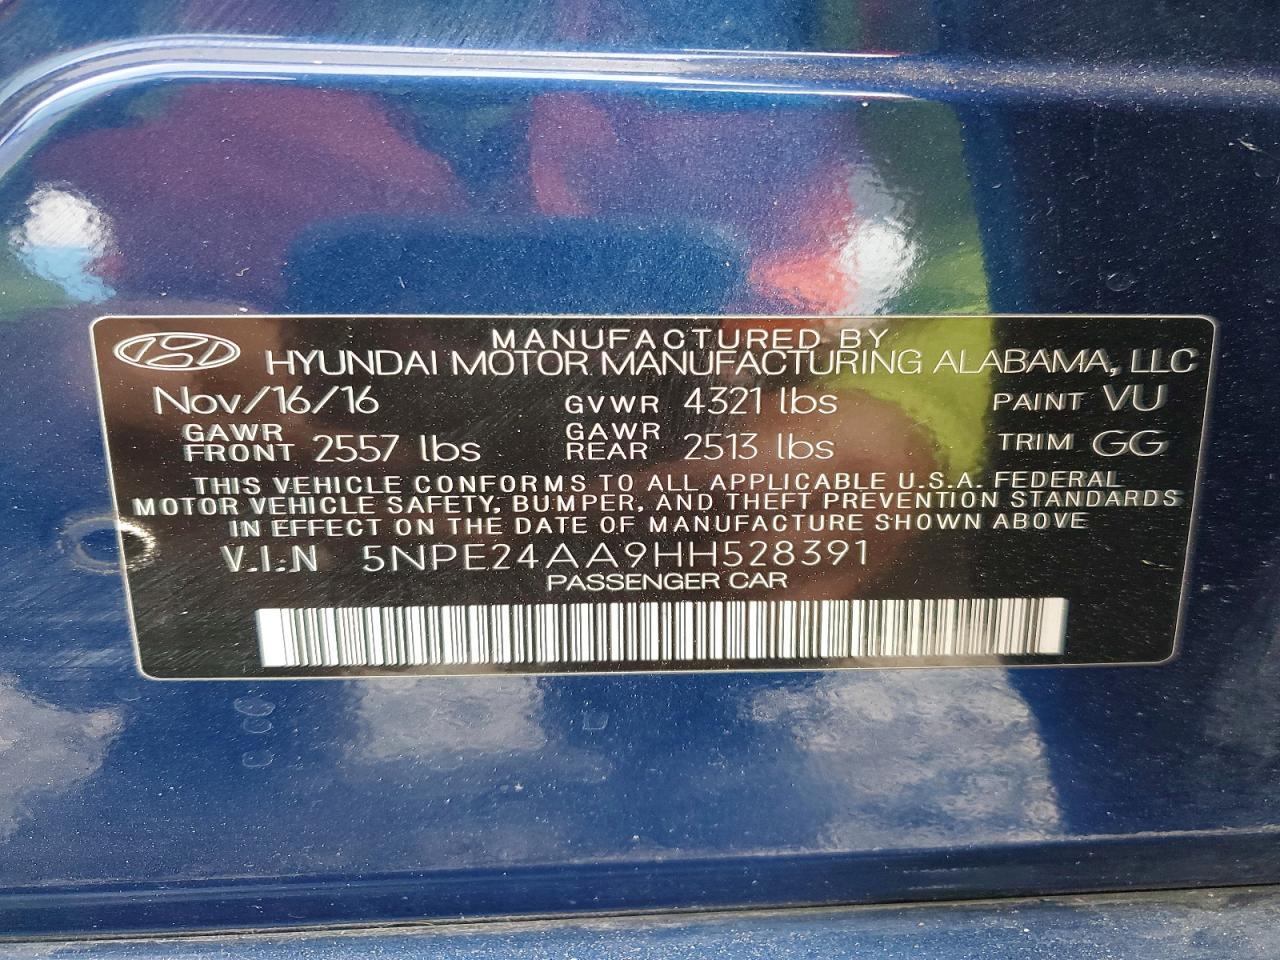 MANUFACTURED BY
HYUNDAI MOTOR MANUFACTURING ALABAMA, LLC
Nov/16/16 GVWR 4321 lbs PAINT VU
GAWR FRONT 2557 lbs GAWR REAR 2513 lbs TRIM GG
THIS VEHICLE CONFORMS TO ALL APPLICABLE U.S.A. FEDERAL
MOTOR VEHICLE SAFETY, BUMPER, AND THEFT PREVENTION STANDARDS
IN EFFECT ON THE DATE OF MANUFACTURE SHOWN ABOVE
V.I.N 5NPE24AA9HH528391
PASSENGER CAR